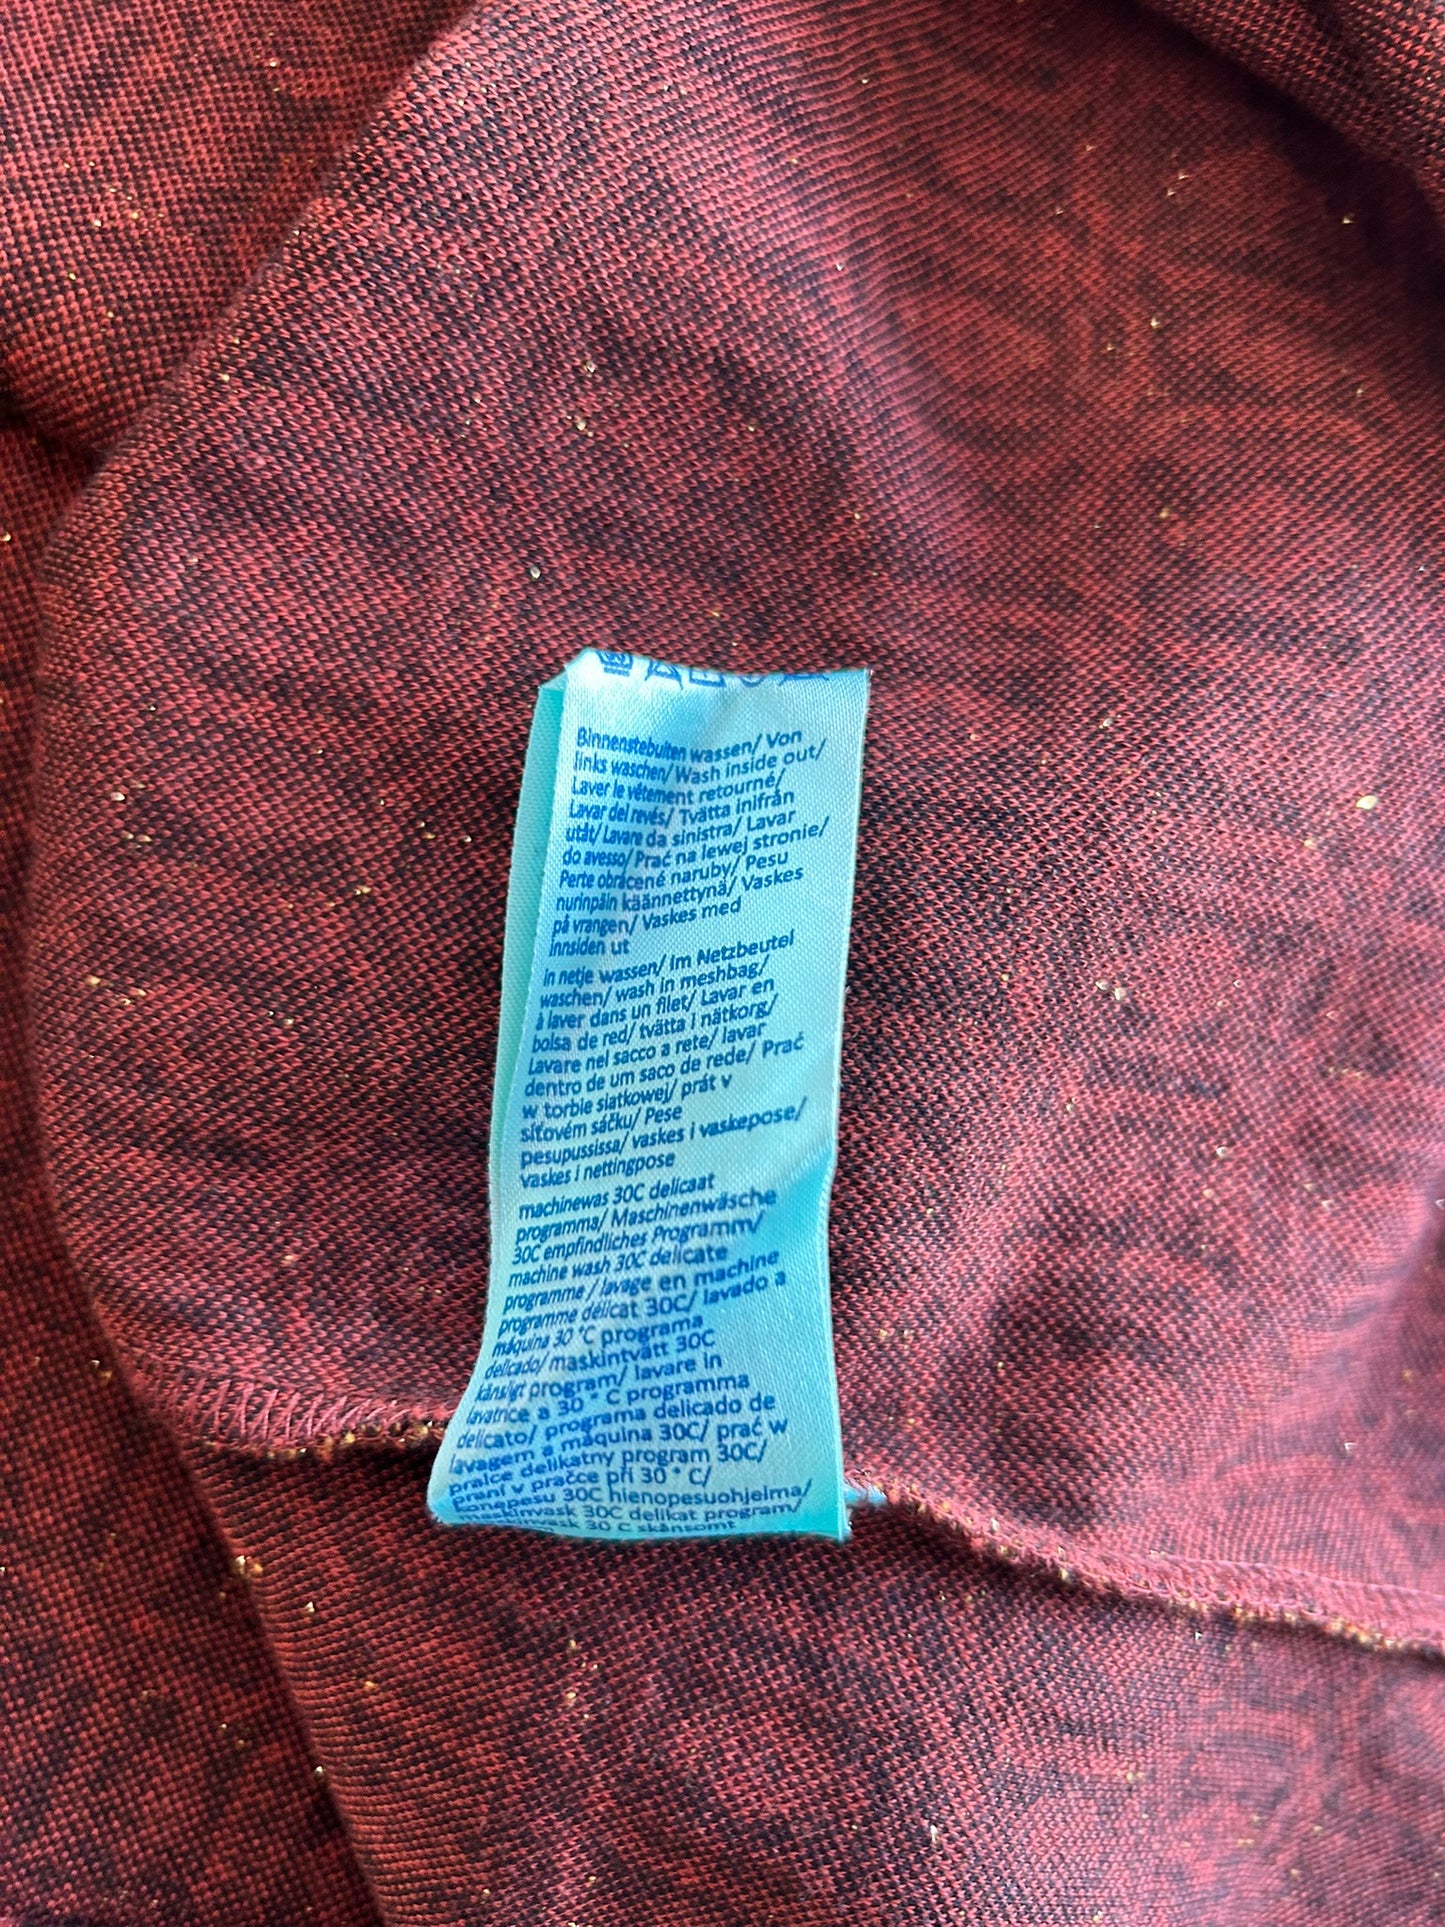 Binnenstebuiten wassen/ Von
links waschen/ Wash inside out/
Laver le vêtement retourné/
Lavar del revés/ Tvätta inifrån
utåt/ Lavare da sinistra/ Lavar
do avesso/ Prać na lewej stronie/
Perte obrácené naruby/ Pesu
nurinpäin käännettynä/ Vaskes
på vrangen/ Vaskes med
innsiden ut
in netje wassen/ Im Netzbeutel
waschen/ wash in meshbag/
à laver dans un filet/ Lavar en
bolsa de red/ tvätta i nätkorg/
Lavare nel sacco a rete/ lavar
dentro de um saco de rede/ Prać
w torbie siatkowej/ prát v
síťovém sáčku/ Pese
pesupussissa/ vaskes i vaskepose/
vaskes i nettingpose
machinewas 30C delicaat
programma/ Maschinenwäsche
30C empfindliches Programm/
machine wash 30C delicate
programme / lavage en machine
programme délicat 30C/ lavado a
máquina 30 °C programa
delicado/ maskintvätt 30C
känsligt program/ lavare in
lavatrice a 30 ° C programma
delicato/ programa delicado de
lavagem a máquina 30C/ prać w
pralce delikatny program 30C/
praní v pračce při 30 ° C/
konepesu 30C hienopesuohjelma/
maskinvask 30C delikat program/
maskinvask 30 C skånsomt